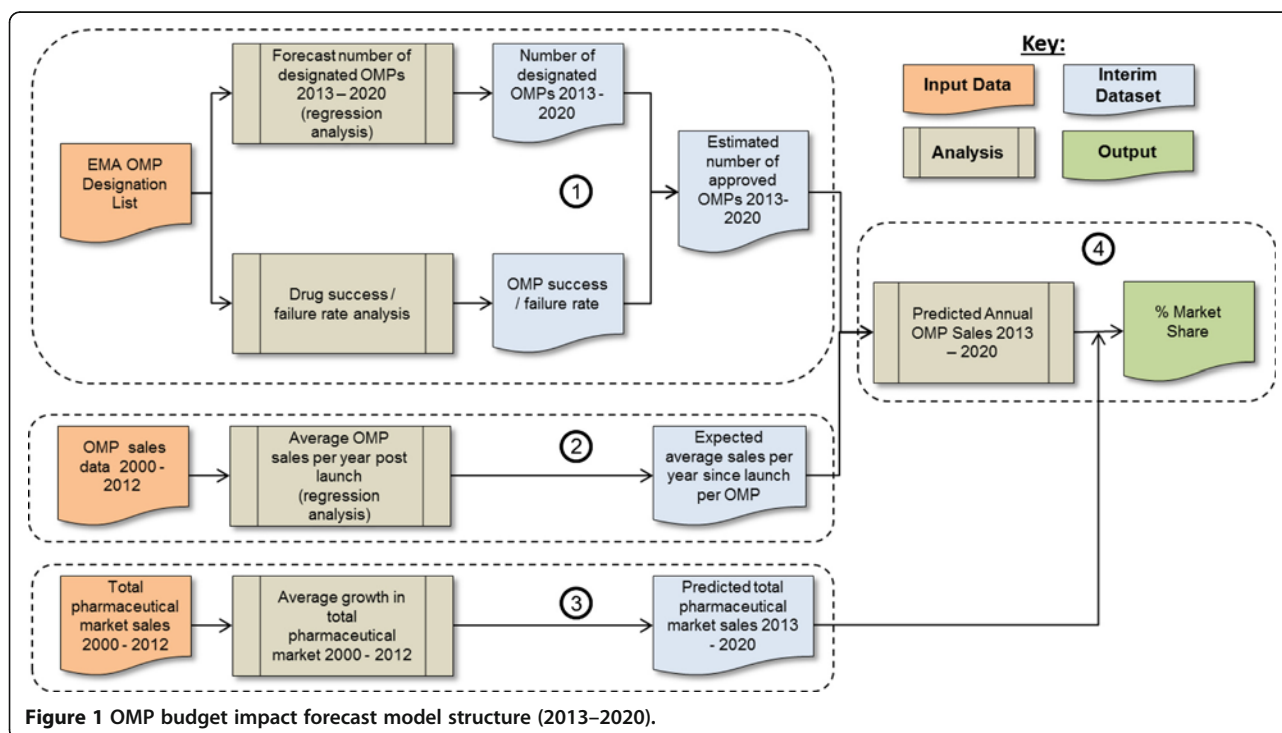 Forecast number of
designated OMPs
2013 – 2020
(regression
analysis)
Number of
designated
OMPs 2013 -
2020
EMA OMP
Designation
List
1
Estimated
number of
approved
OMPs 2013-
2020
Drug success /
failure rate analysis
OMP success
/ failure rate
Key:
Input Data
Interim
Dataset
Analysis
Output
4
Predicted Annual
OMP Sales 2013
– 2020
% Market
Share
OMP sales
data 2000 -
2012
Average OMP
sales per year post
launch
(regression
analysis)
2
Expected
average sales
per year since
launch per
OMP
Total
pharmaceutical
market sales
2000 - 2012
Average growth in
total
pharmaceutical
market 2000 - 2012
3
Predicted total
pharmaceutical
market sales 2013
- 2020
Figure 1 OMP budget impact forecast model structure (2013–2020).